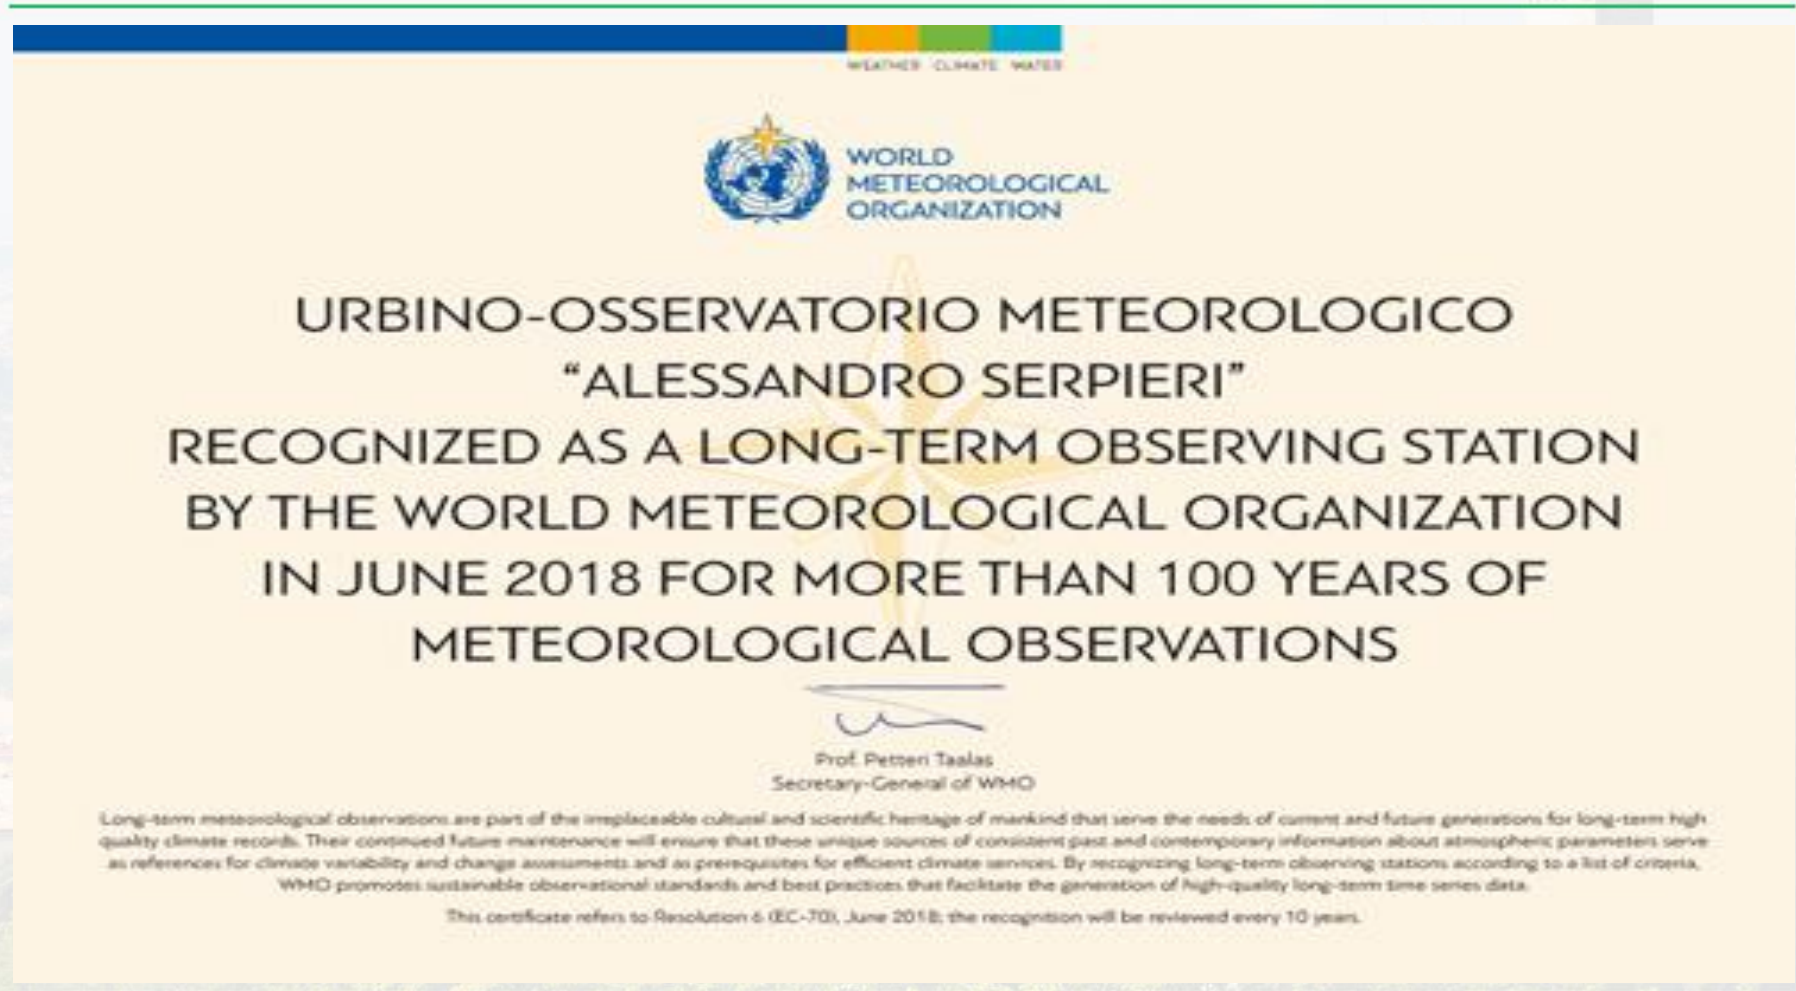 WEATHER CLIMATE WATER
WORLD
METEOROLOGICAL
ORGANIZATION
URBINO-OSSERVATORIO METEOROLOGICO
“ALESSANDRO SERPIERI”
RECOGNIZED AS A LONG-TERM OBSERVING STATION
BY THE WORLD METEOROLOGICAL ORGANIZATION
IN JUNE 2018 FOR MORE THAN 100 YEARS OF
METEOROLOGICAL OBSERVATIONS
Prof. Petteri Taalas
Secretary-General of WMO
Long-term meteorological observations are part of the irreplaceable cultural and scientific heritage of mankind that serve the needs of current and future generations for long-term high
quality climate records. Their continued future maintenance will ensure that these unique sources of consistent past and contemporary information about atmospheric parameters serve
as references for climate variability and change assessments and as prerequisites for efficient climate services. By recognizing long-term observing stations according to a list of criteria,
WMO promotes sustainable observational standards and best practices that facilitate the generation of high-quality long-term time series data.
This certificate refers to Resolution 6 (EC-70), June 2018; the recognition will be reviewed every 10 years.